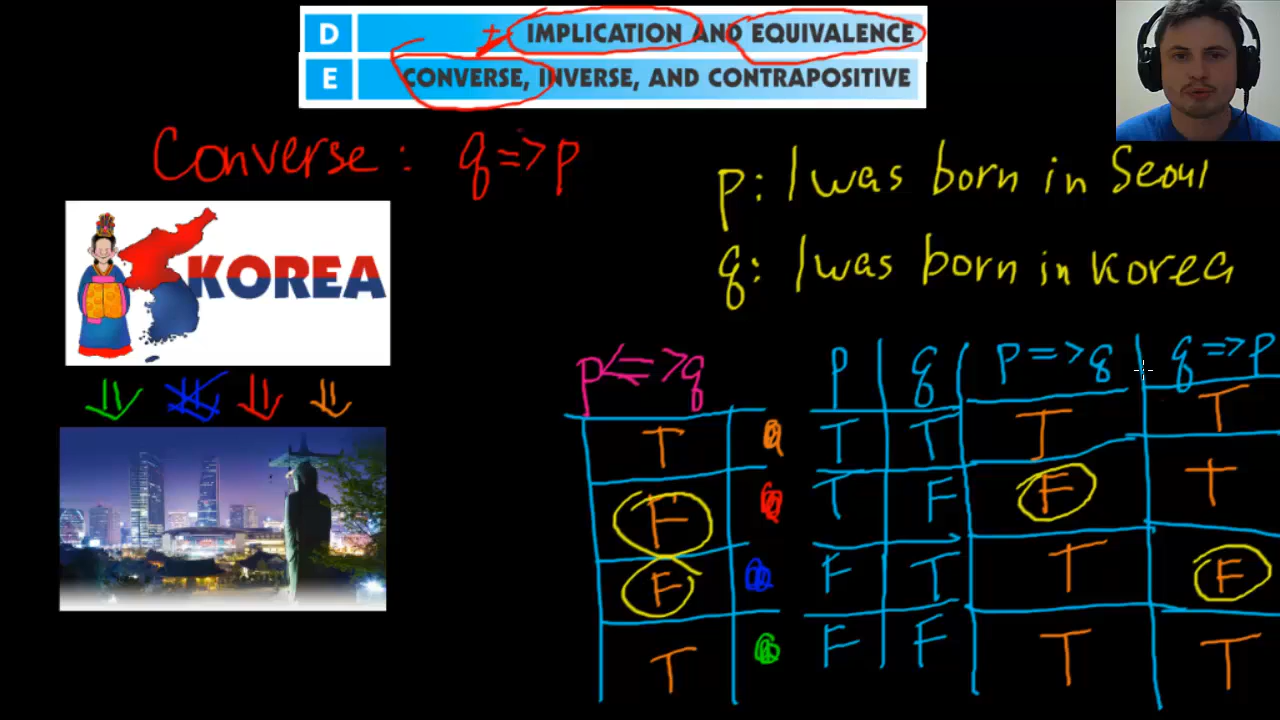 D + IMPLICATION AND EQUIVALENCE
E CONVERSE, INVERSE, AND CONTRAPOSITIVE
Converse: q=>p
p: I was born in Seoul
q: I was born in Korea
KOREA
p<=>q p q p=>q q=>p
T T T T T
F T F F T
F F T T F
T F F T T